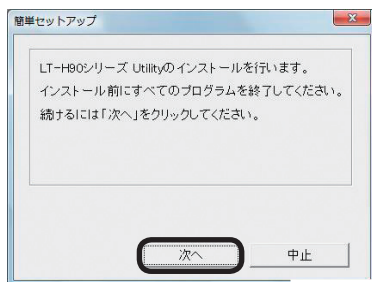 簡単セットアップ
LT-H90シリーズ Utilityのインストールを行います。
インストール前にすべてのプログラムを終了してください。
続けるには「次へ」をクリックしてください。
次へ
中止